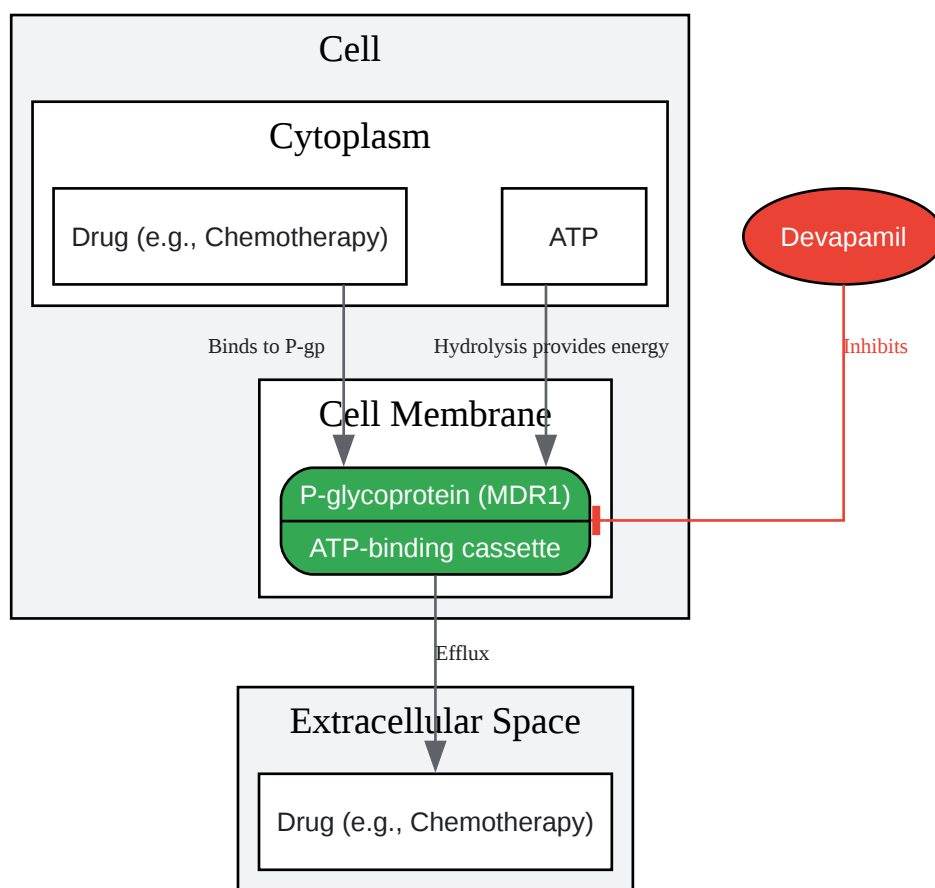 Cell
Cytoplasm
Drug (e.g., Chemotherapy)
ATP
Devapamil
Binds to P-gp
Hydrolysis provides energy
Inhibits
Cell Membrane
P-glycoprotein (MDR1)
ATP-binding cassette
Efflux
Extracellular Space
Drug (e.g., Chemotherapy)